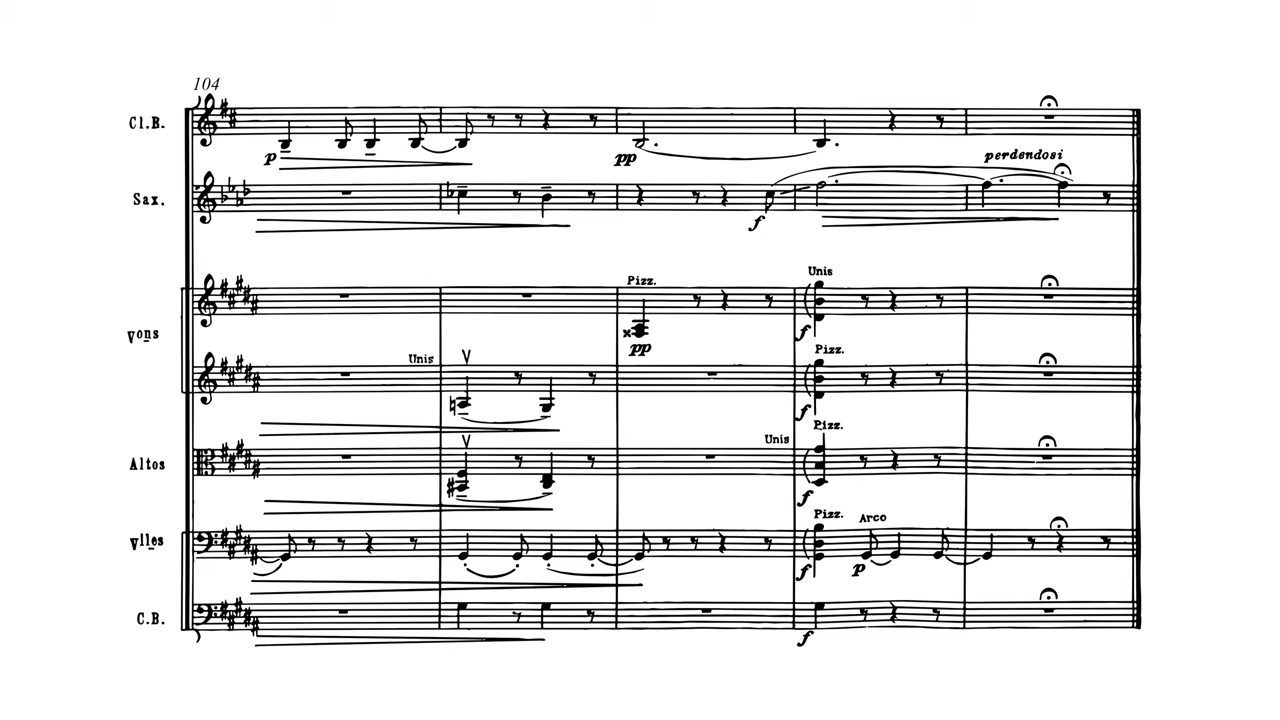 104
Cl.B.
p
pp
perdendosi
Sax.
f
Pizz.
Unis
pp
f
Vons
Unis
Pizz.
f
Unis
Pizz.
Altos
f
Pizz.
Arco
Vlles
f
p
C.B.
f